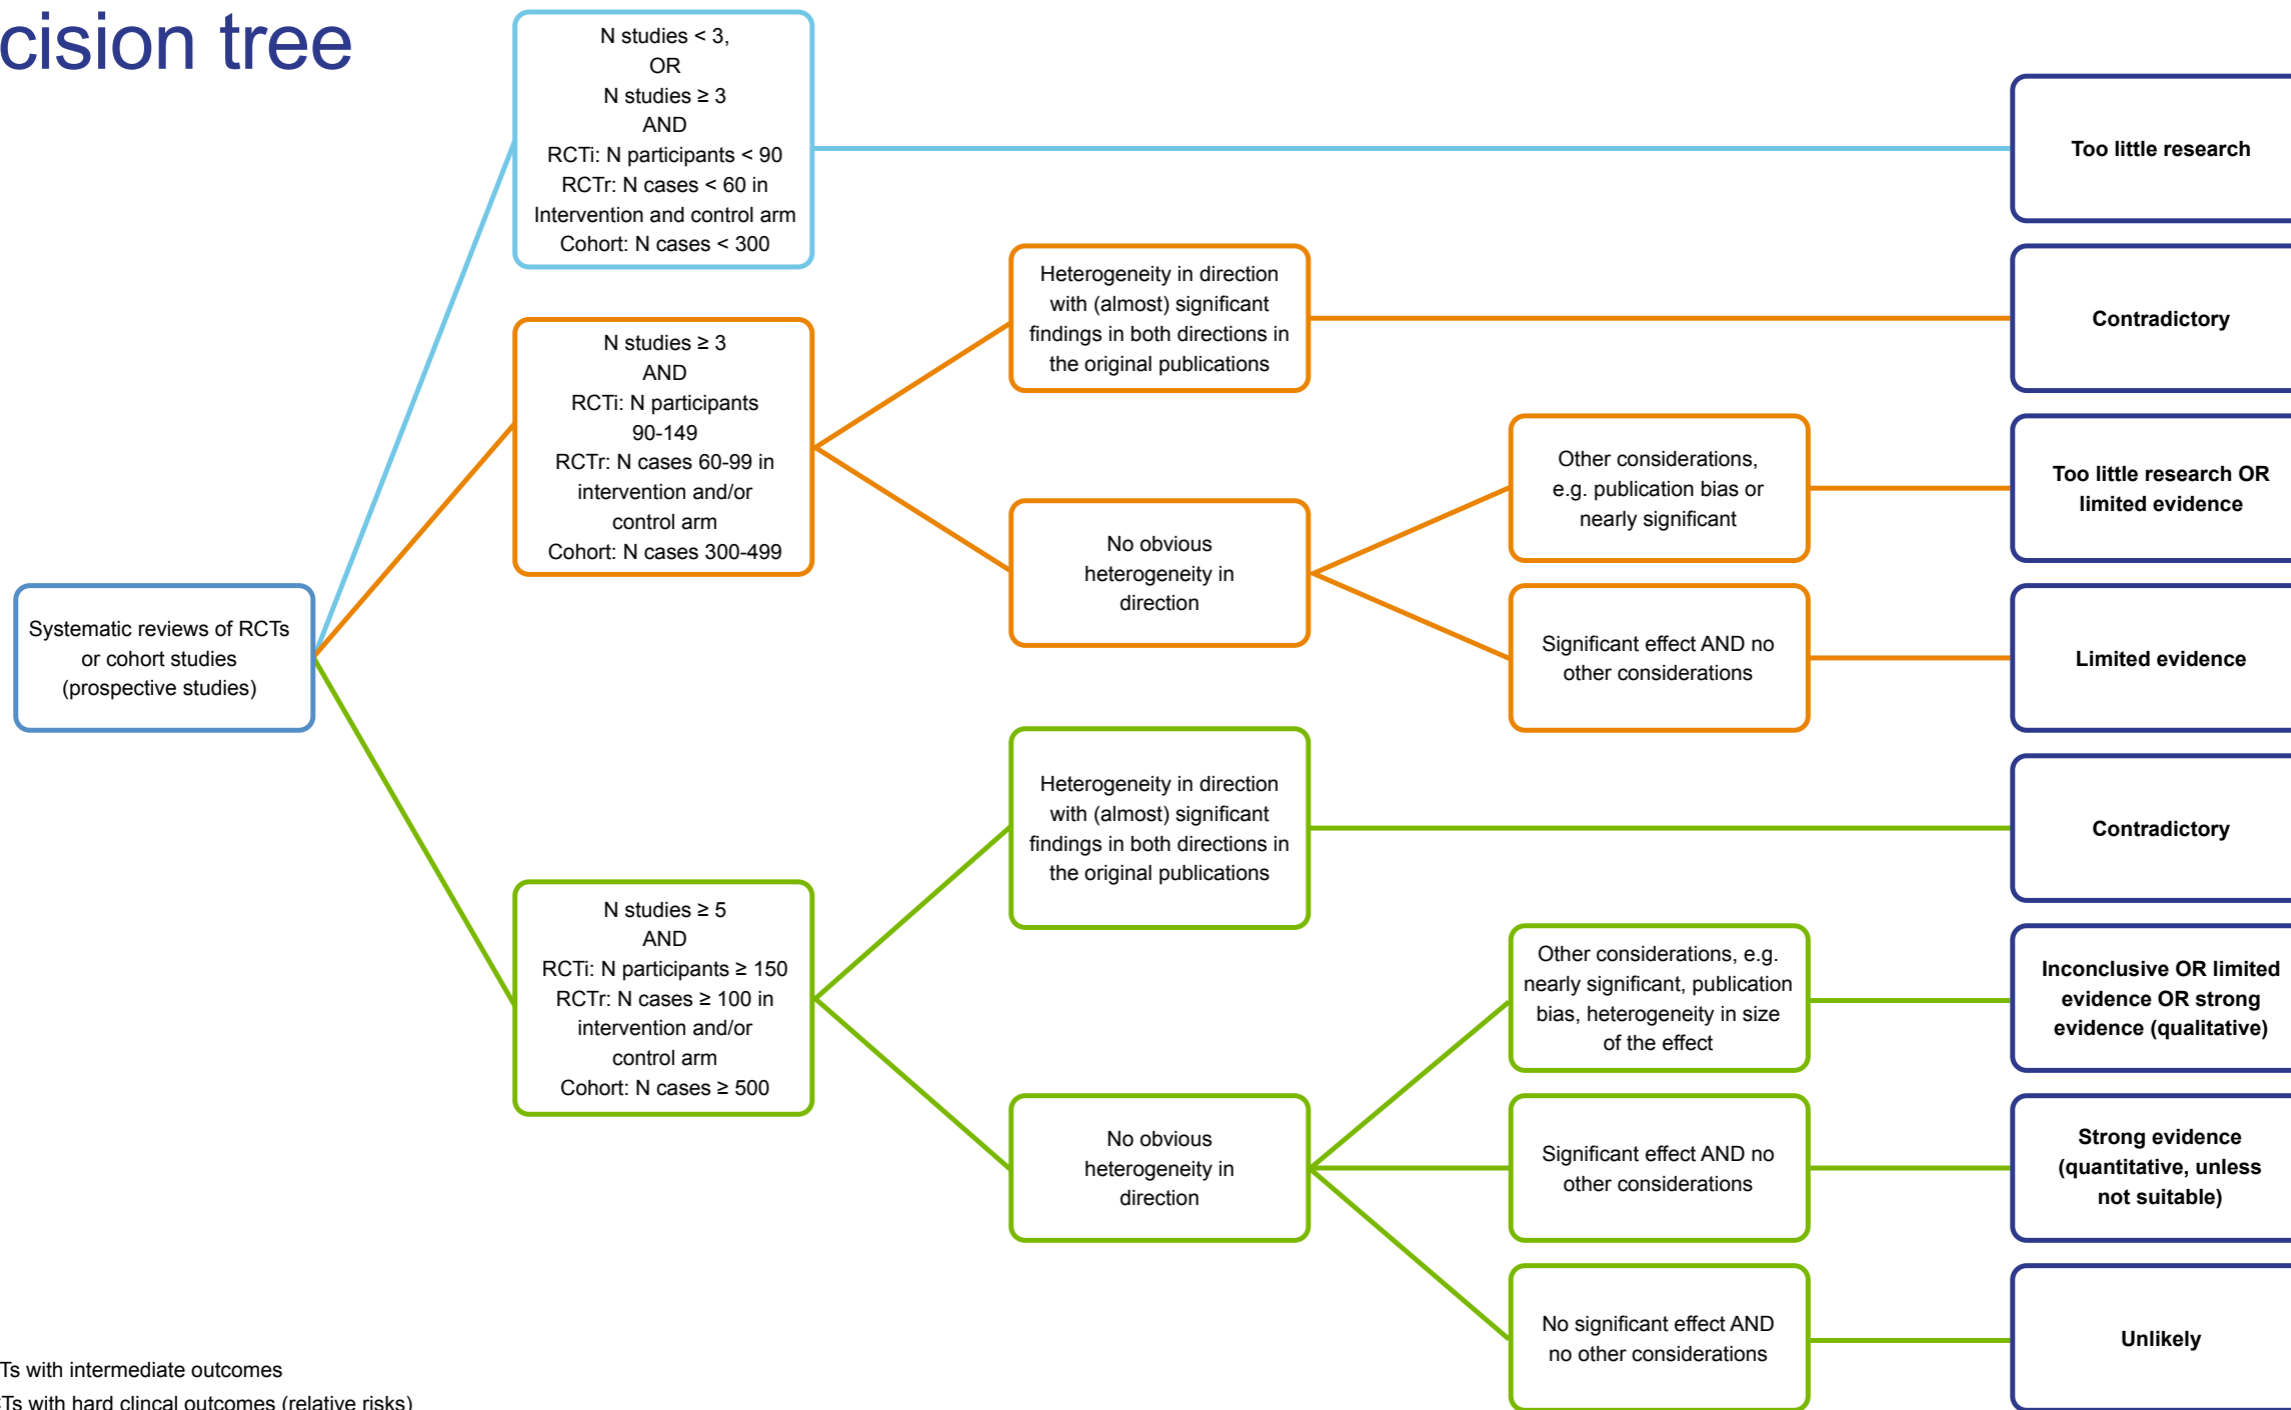 cision tree
N studies < 3,
OR
N studies ≥ 3
AND
RCTi: N participants < 90
RCTr: N cases < 60 in
Intervention and control arm
Cohort: N cases < 300
Too little research
Heterogeneity in direction
with (almost) significant
findings in both directions in
the original publications
Contradictory
N studies ≥ 3
AND
RCTi: N participants
90-149
RCTr: N cases 60-99 in
intervention and/or
control arm
Cohort: N cases 300-499
Other considerations,
e.g. publication bias or
nearly significant
Too little research OR
limited evidence
No obvious
heterogeneity in
direction
Significant effect AND no
other considerations
Limited evidence
Systematic reviews of RCTs
or cohort studies
(prospective studies)
Heterogeneity in direction
with (almost) significant
findings in both directions in
the original publications
Contradictory
N studies ≥ 5
AND
RCTi: N participants ≥ 150
RCTr: N cases ≥ 100 in
intervention and/or
control arm
Cohort: N cases ≥ 500
Other considerations, e.g.
nearly significant, publication
bias, heterogeneity in size
of the effect
Inconclusive OR limited
evidence OR strong
evidence (qualitative)
No obvious
heterogeneity in
direction
Significant effect AND no
other considerations
Strong evidence
(quantitative, unless
not suitable)
No significant effect AND
no other considerations
Unlikely
Ts with intermediate outcomes
Ts with hard clincal outcomes (relative risks)